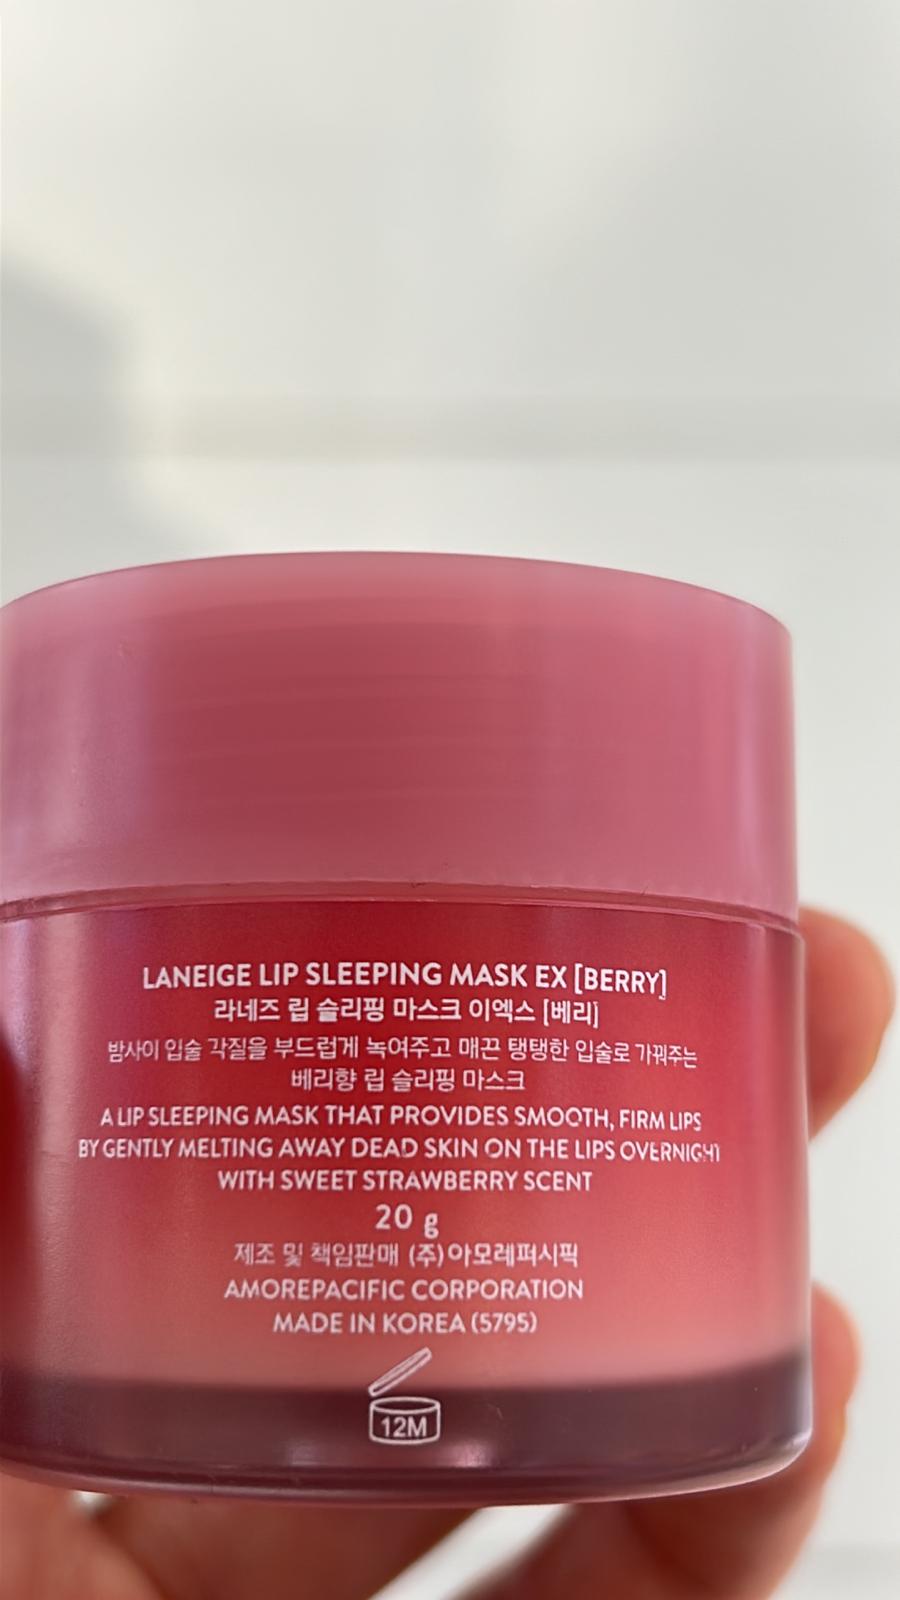 LANEIGE LIP SLEEPING MASK EX [BERRY]
라네즈 립 슬리핑 마스크 이엑스 [베리]
밤사이 입술 각질을 부드럽게 녹여주고 매끈 탱탱한 입술로 가꿔주는
베리향 립 슬리핑 마스크
A LIP SLEEPING MASK THAT PROVIDES SMOOTH, FIRM LIPS
BY GENTLY MELTING AWAY DEAD SKIN ON THE LIPS OVERNIGHT
WITH SWEET STRAWBERRY SCENT
20 g
제조 및 책임판매 (주)아모레퍼시픽
AMOREPACIFIC CORPORATION
MADE IN KOREA (5795)
12M